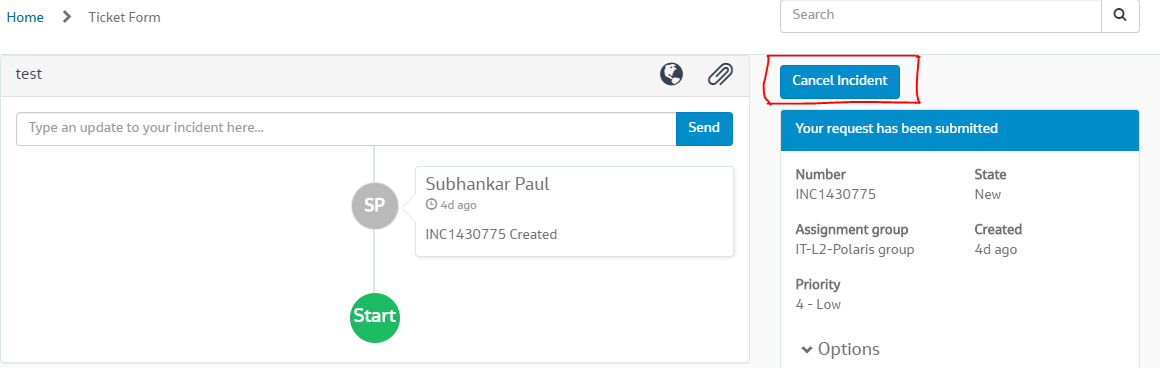 Home > Ticket Form
Search
test
Cancel Incident
Type an update to your incident here...
Send
Your request has been submitted
SP
Subhankar Paul
4d ago
INC1430775 Created
Start
Number
INC1430775
State
New
Assignment group
IT-L2-Polaris group
Created
4d ago
Priority
4 - Low
Options